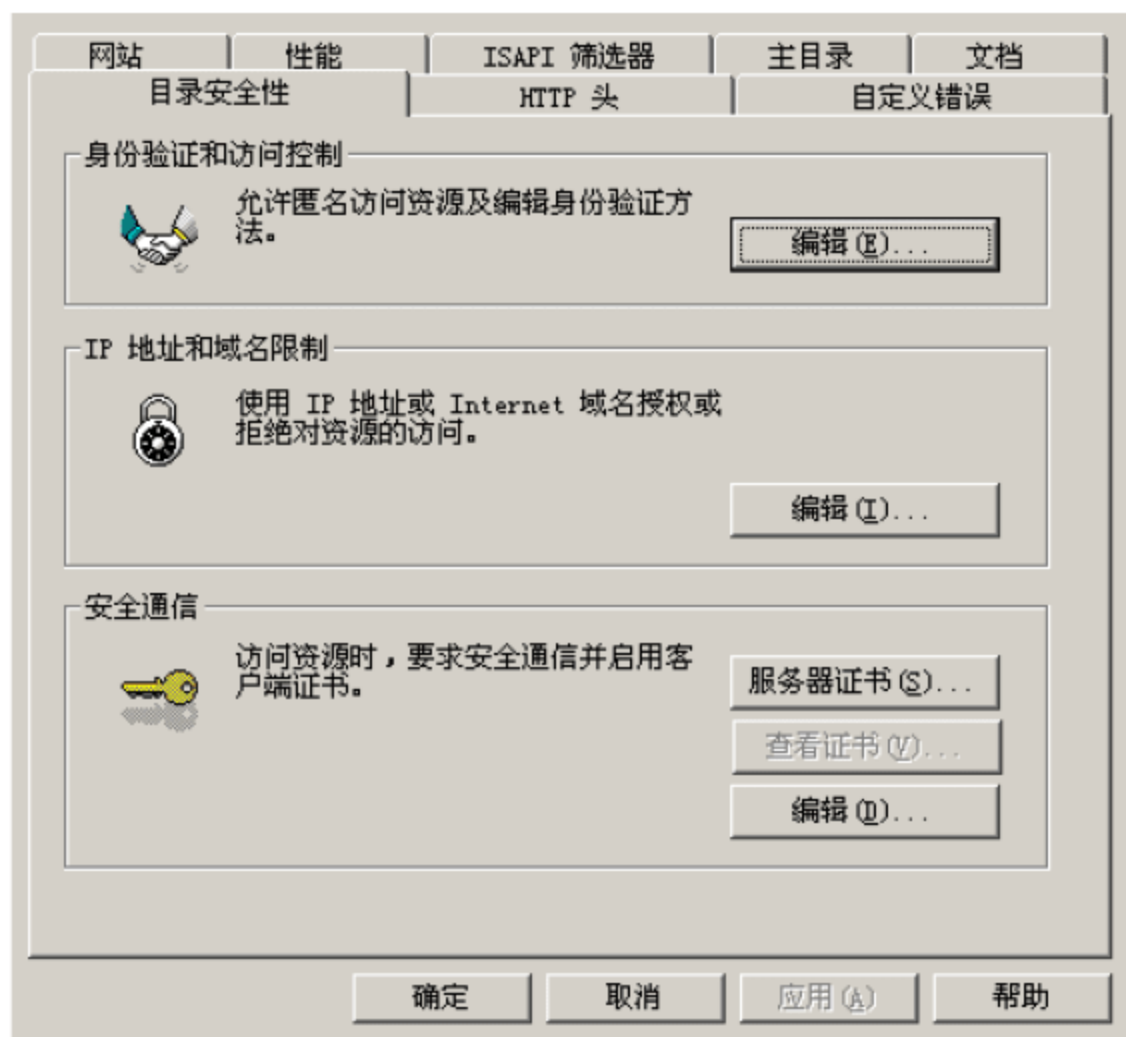 网站
性能
ISAPI 筛选器
主目录
文档
目录安全性
HTTP 头
自定义错误
身份验证和访问控制
允许匿名访问资源及编辑身份验证方
法。
编辑(E)...
IP 地址和域名限制
使用 IP 地址或 Internet 域名授权或
拒绝对资源的访问。
编辑(I)...
安全通信
访问资源时，要求安全通信并启用客
户端证书。
服务器证书(S)...
查看证书(V)...
编辑(D)...
确定
取消
应用(A)
帮助